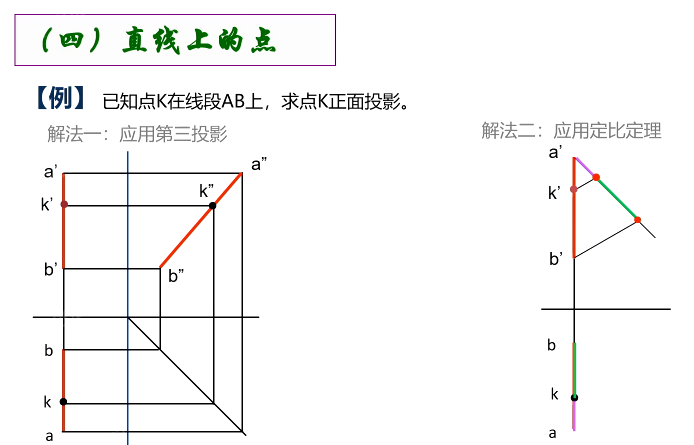 （四）直线上的点
【例】 已知点K在线段AB上，求点K正面投影。
解法一：应用第三投影
解法二：应用定比定理
a’
a”
k’
k”
b’
b”
b
k
a
a’
k’
b’
b
k
a